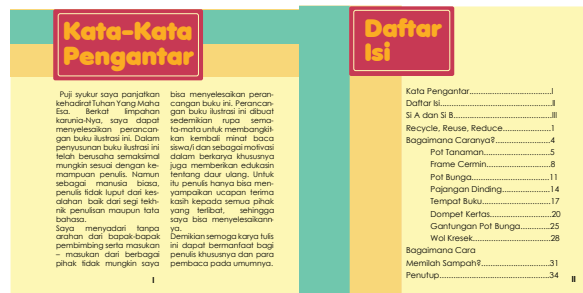 Kata-Kata
Pengantar
Puji syukur saya panjatkan
kehadirat Tuhan Yang Maha
Esa. Berkat limpahan
karunia-Nya, saya dapat
menyelesaikan perancan-
gan buku ilustrasi ini. Dalam
penyusunan buku ilustrasi ini
telah berusaha semaksimal
mungkin sesuai dengan ke-
mampuan penulis. Namun
sebagai manusia biasa,
penulis tidak luput dari kes-
alahan baik dari segi tekh-
nik penulisan maupun tata
bahasa.
Saya menyadari tanpa
arahan dari bapak-bapak
pembimbing serta masukan
– masukan dari berbagai
pihak tidak mungkin saya
bisa menyelesaikan peran-
cangan buku ini. Perancan-
gan buku ilustrasi ini dibuat
sedemikian rupa sema-
ta-mata untuk membangkit-
kan kembali minat baca
siswa/i dan sebagai motivasi
dalam berkarya khususnya
juga memberikan edukasin
tentang daur ulang. Untuk
itu penulis hanya bisa men-
yampaikan ucapan terima
kasih kepada semua pihak
yang terlibat, sehingga
saya bisa menyelesaikann-
ya.
Demikian semoga karya tulis
ini dapat bermanfaat bagi
penulis khususnya dan para
pembaca pada umumnya.
I
Daftar
Isi
Kata Pengantar............................I
Daftar Isi......................................II
Si A dan Si B.................................III
Recycle, Reuse, Reduce.................1
Bagaimana Caranya?....................4
Pot Tanaman..........................5
Frame Cermin.........................8
Pot Bunga..............................11
Pajangan Dinding..................14
Tempat Buku..........................17
Dompet Kertas.......................20
Gantungan Pot Bunga...........25
Wol Kresek..............................28
Bagaimana Cara
Memilah Sampah?.......................31
Penutup......................................34
II